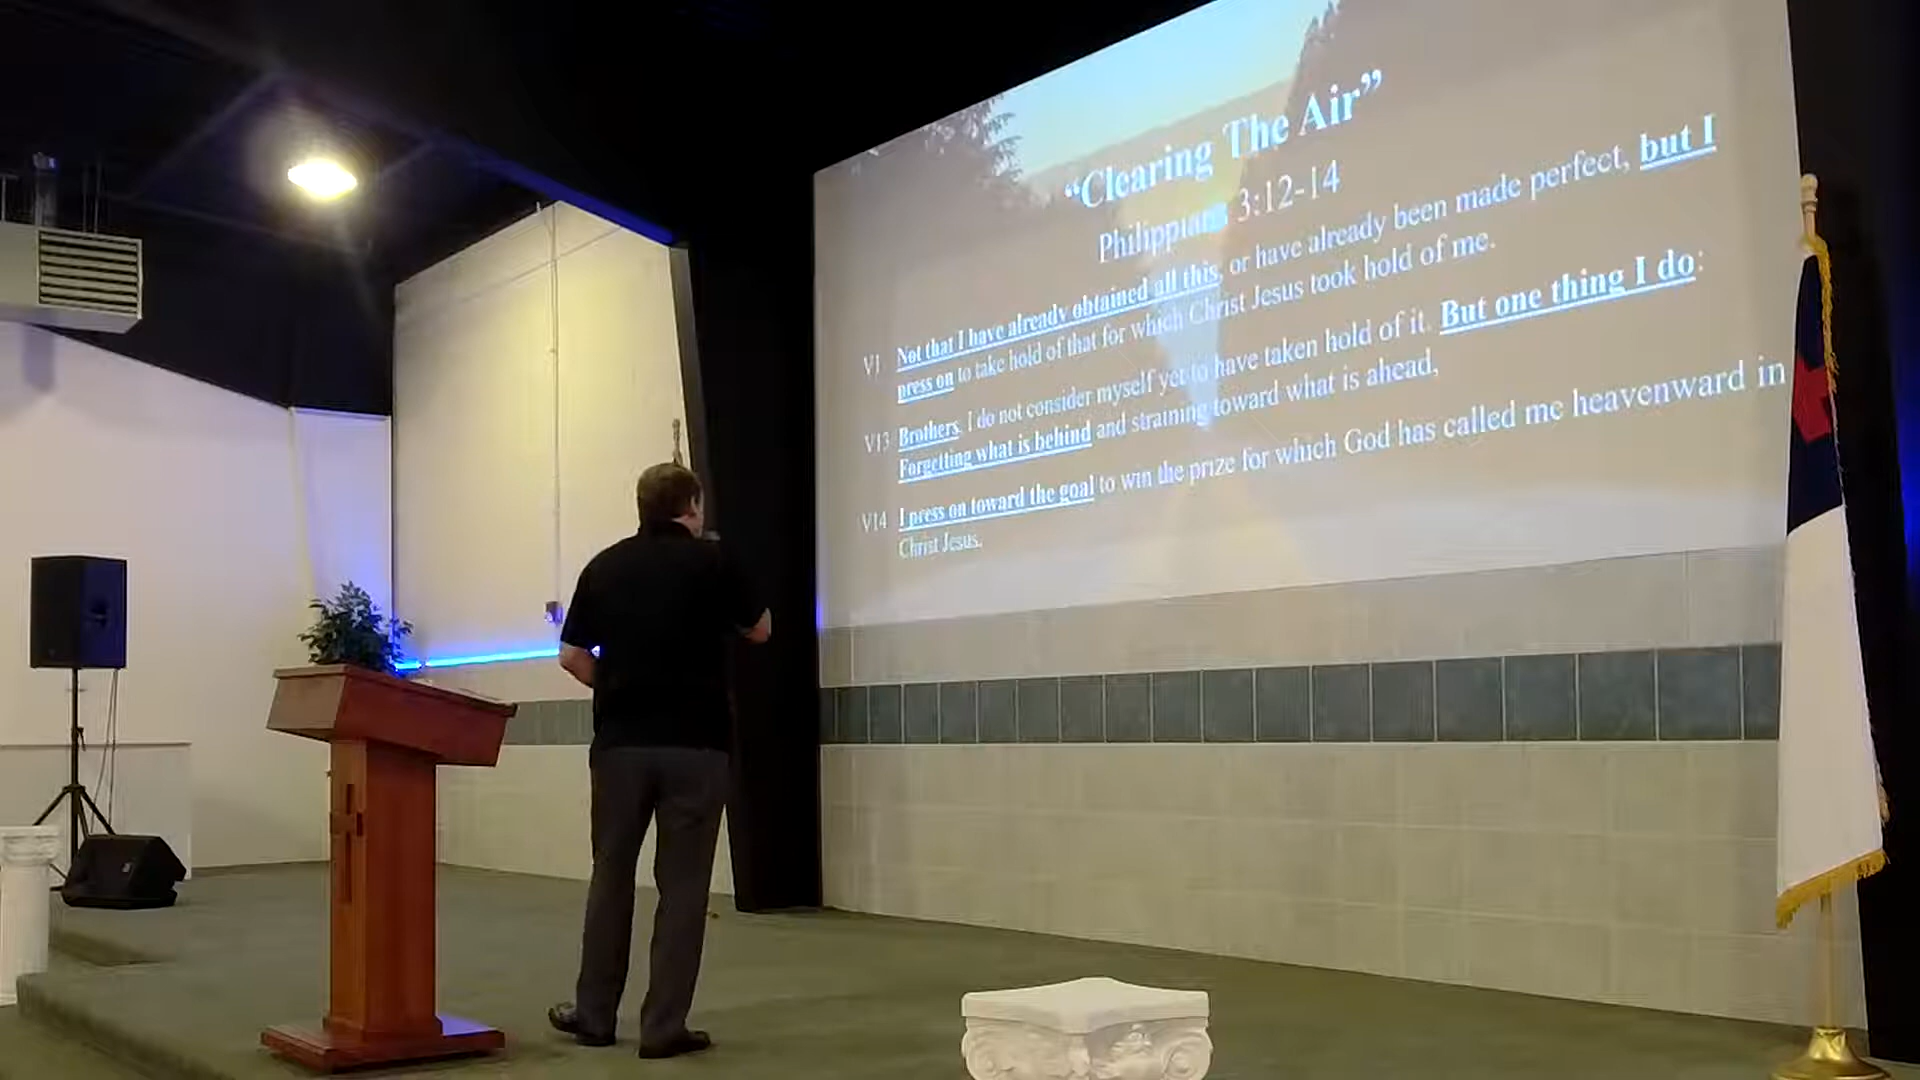 “Clearing The Air”
Philippians 3:12-14
V1 Not that I have already obtained all this, or have already been made perfect, but I
press on to take hold of that for which Christ Jesus took hold of me.
V13 Brothers, I do not consider myself yet to have taken hold of it. But one thing I do:
Forgetting what is behind and straining toward what is ahead,
V14 I press on toward the goal to win the prize for which God has called me heavenward in
Christ Jesus.